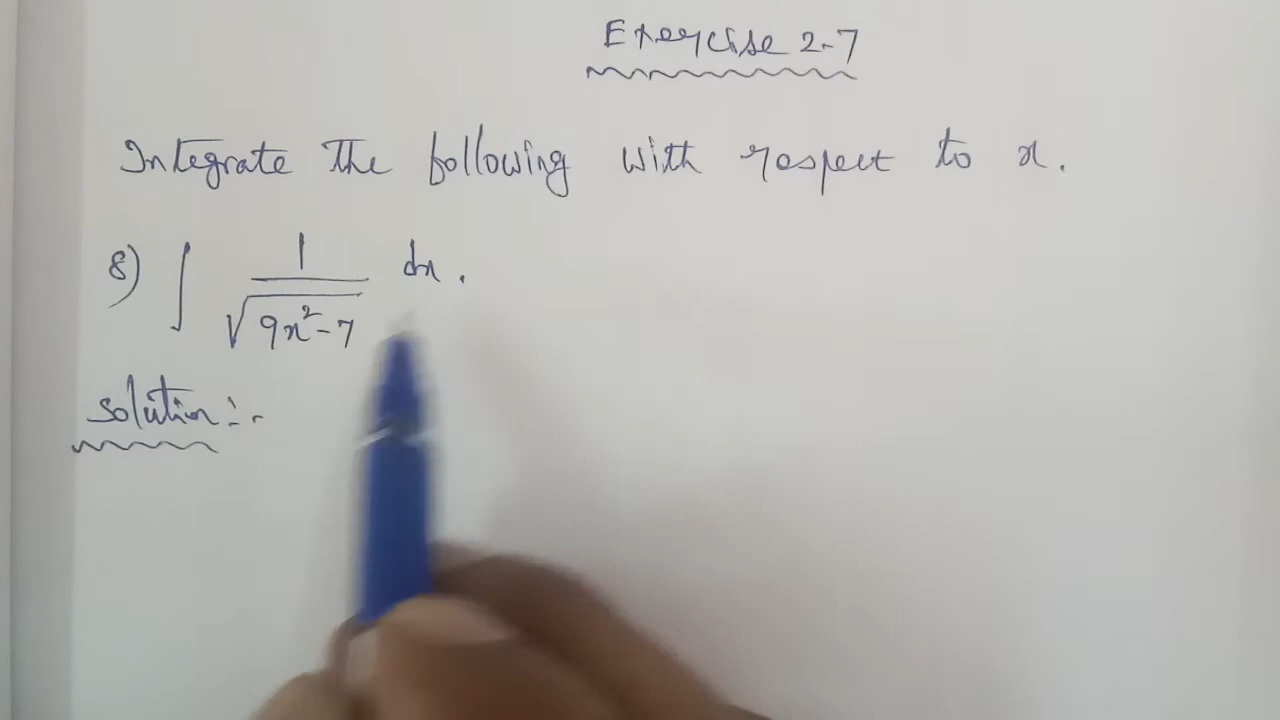 Exercise 2.7
Integrate the following with respect to x.
8) ∫ 1/√(9x²-7) dx.
Solution:-